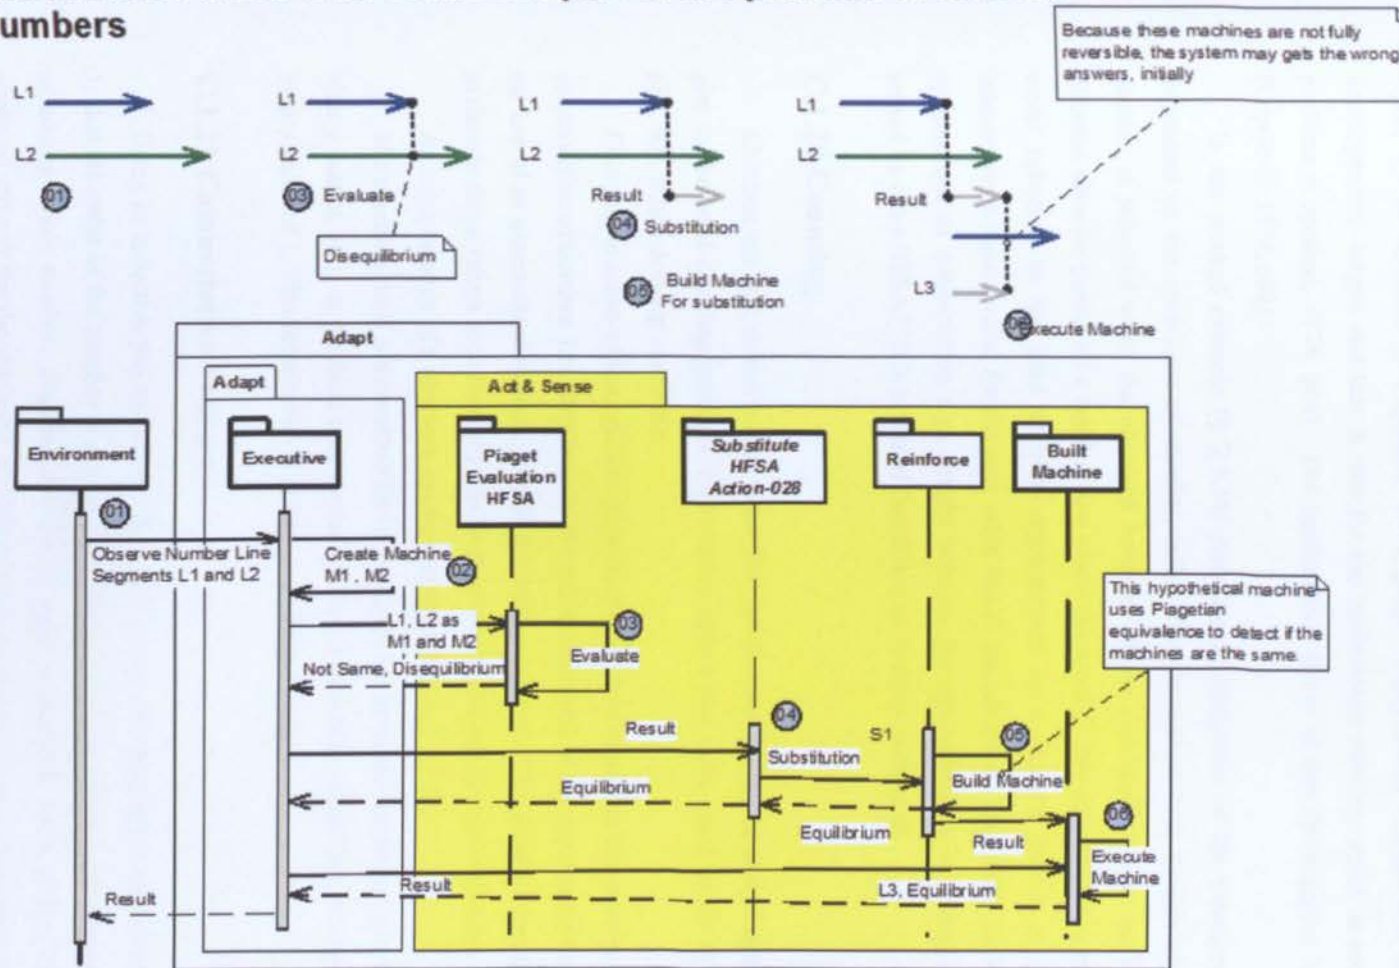 umbers
Because these machines are not fully
reversible, the system may gets the wrong
answers, initially
L1
L2
01
L1
L2
03 Evaluate
Disequilibrium
L1
L2
Result
04
Substitution
05
Build Machine
For substitution
L1
L2
Result
L3
06
Execute Machine
Adapt
Adapt
Act & Sense
Environment
Executive
Piaget
Evaluation
HFSA
Substitute
HFSA
Action-028
Reinforce
Built
Machine
01
Observe Number Line
Segments L1 and L2
Create Machine
M1 . M2
02
L1, L2 as
M1 and M2
03
Evaluate
Not Same, Disequilibrium
This hypothetical machine
uses Piagetian
equivalence to detect if the
machines are the same.
Result
04
Substitution
S1
05
Build Machine
Equilibrium
Equilibrium
Result
06
Execute
Machine
Result
L3, Equilibrium
Result